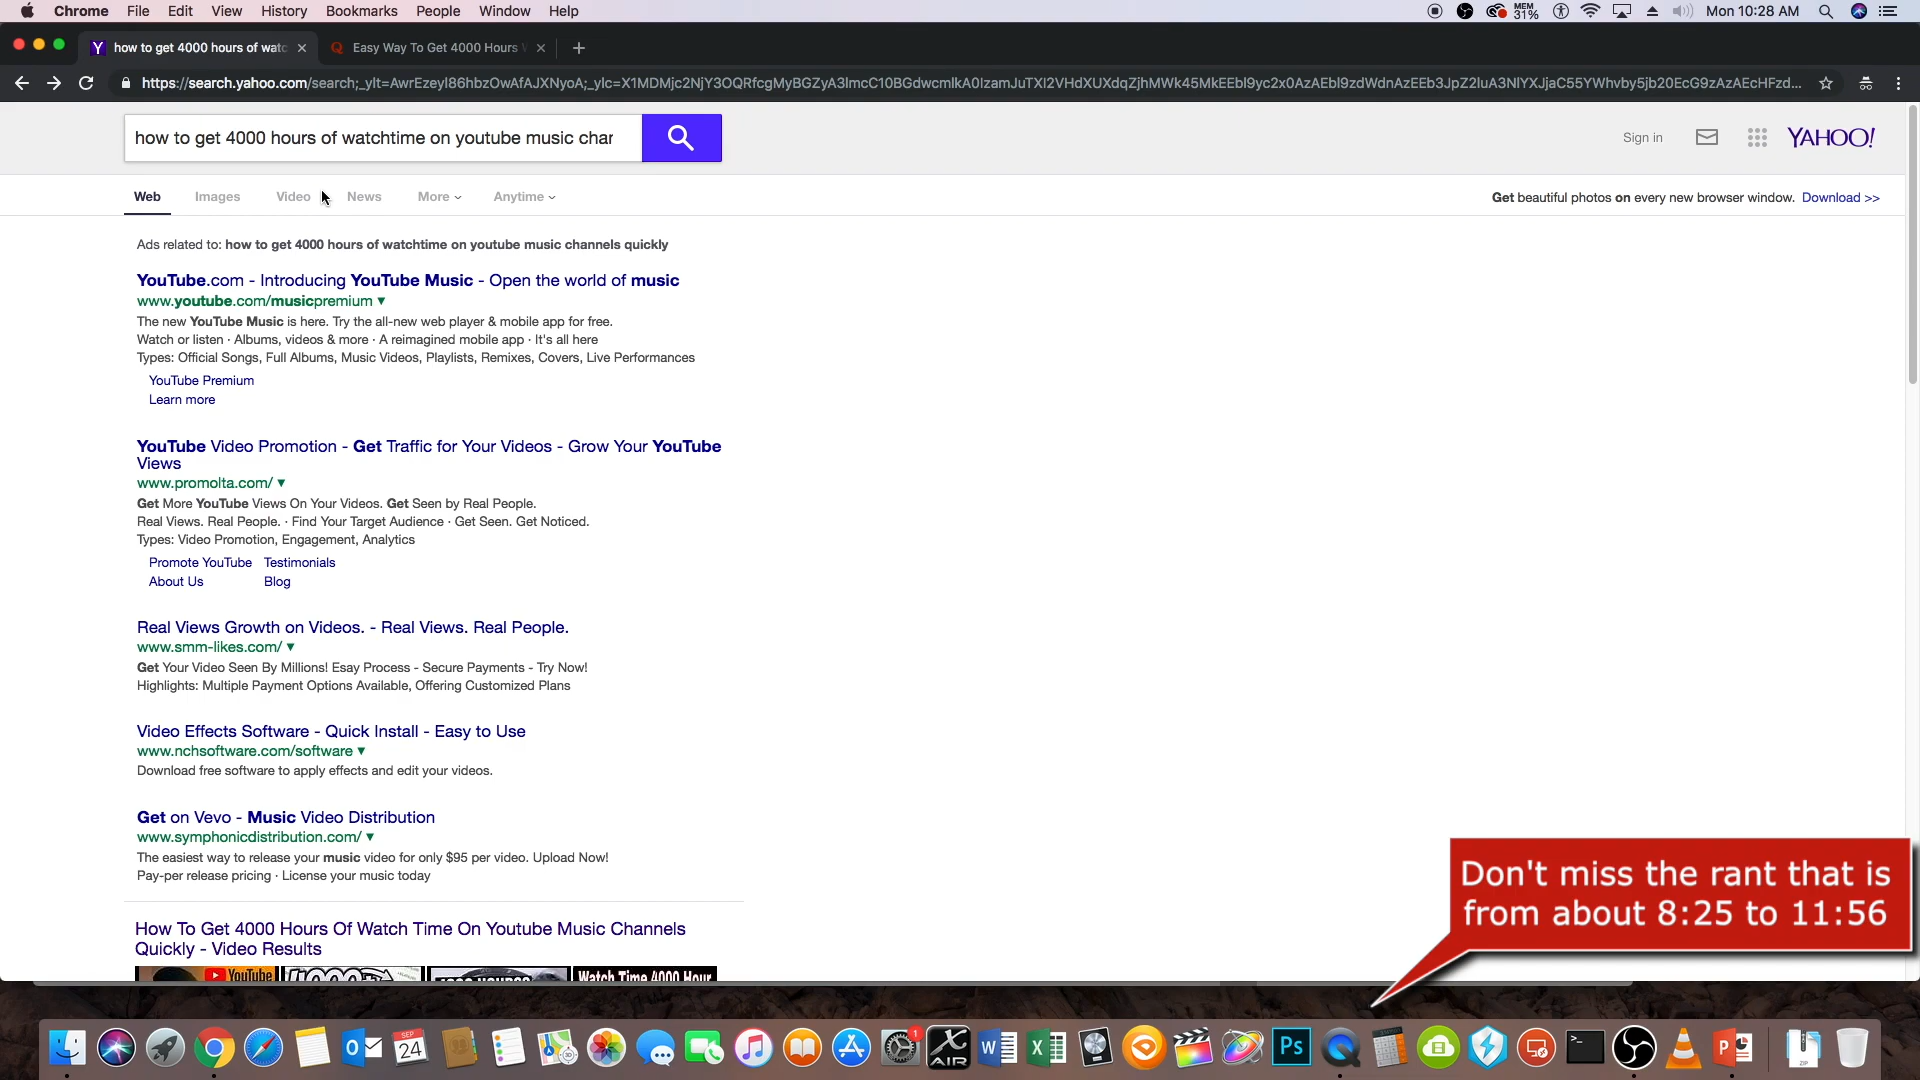 Chrome File Edit View History Bookmarks People Window Help MEM 31% Mon 10:28 AM
how to get 4000 hours of watc Easy Way To Get 4000 Hours
how to get 4000 hours of watchtime on youtube music char
Sign in YAHOO!
Web Images Video News More Anytime
Get beautiful photos on every new browser window. Download >>
Ads related to: how to get 4000 hours of watchtime on youtube music channels quickly
YouTube.com - Introducing YouTube Music - Open the world of music
www.youtube.com/musicpremium
The new YouTube Music is here. Try the all-new web player & mobile app for free.
Watch or listen · Albums, videos & more · A reimagined mobile app · It's all here
Types: Official Songs, Full Albums, Music Videos, Playlists, Remixes, Covers, Live Performances
YouTube Premium
Learn more
YouTube Video Promotion - Get Traffic for Your Videos - Grow Your YouTube
Views
www.promolta.com/
Get More YouTube Views On Your Videos. Get Seen by Real People.
Real Views. Real People. · Find Your Target Audience · Get Seen. Get Noticed.
Types: Video Promotion, Engagement, Analytics
Promote YouTube Testimonials
About Us Blog
Real Views Growth on Videos. - Real Views. Real People.
www.smm-likes.com/
Get Your Video Seen By Millions! Esay Process - Secure Payments - Try Now!
Highlights: Multiple Payment Options Available, Offering Customized Plans
Video Effects Software - Quick Install - Easy to Use
www.nchsoftware.com/software
Download free software to apply effects and edit your videos.
Get on Vevo - Music Video Distribution
www.symphonicdistribution.com/
The easiest way to release your music video for only $95 per video. Upload Now!
Pay-per release pricing · License your music today
How To Get 4000 Hours Of Watch Time On Youtube Music Channels
Quickly - Video Results
YouTube 4000 Watch Time 4000 Hour
Don't miss the rant that is
from about 8:25 to 11:56
SEP 24 1 AIR Ps ZIP